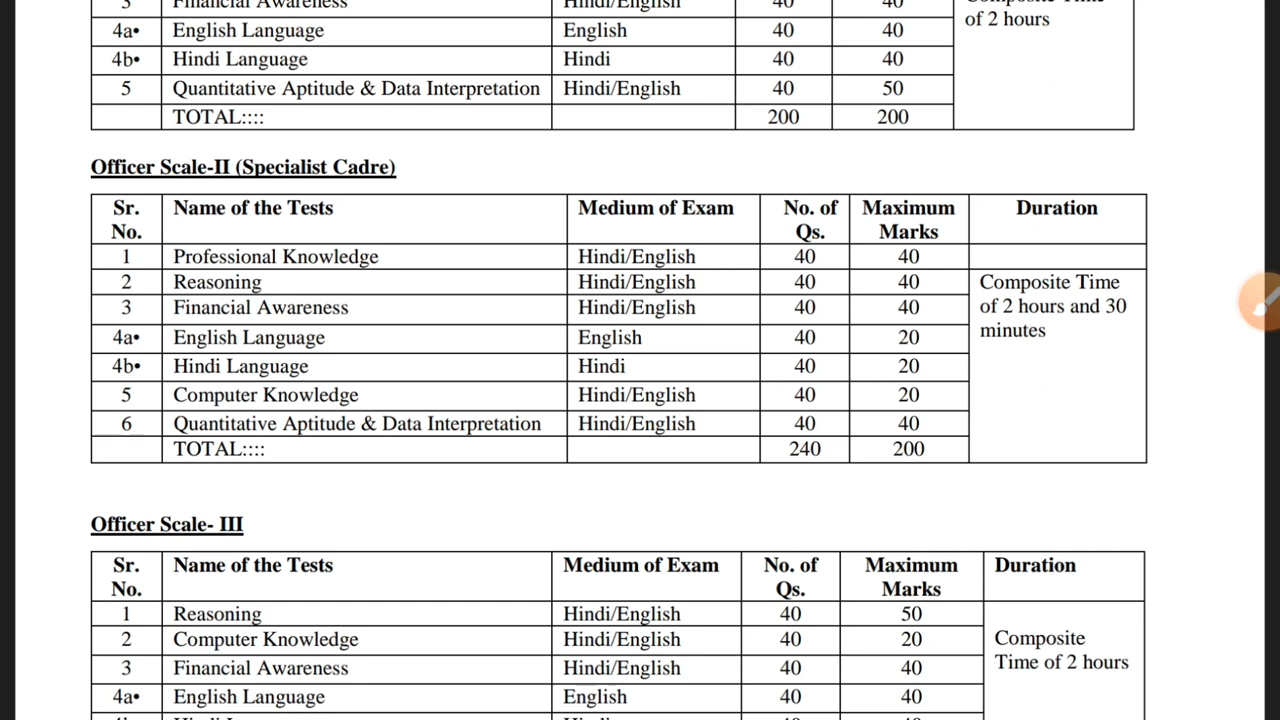 3 Financial Awareness Hindi/English 40 40 Composite Time
of 2 hours
4a• English Language English 40 40
4b• Hindi Language Hindi 40 40
5 Quantitative Aptitude & Data Interpretation Hindi/English 40 50
TOTAL:::: 200 200
Officer Scale-II (Specialist Cadre)
Sr. No. Name of the Tests Medium of Exam No. of Qs. Maximum Marks Duration
1 Professional Knowledge Hindi/English 40 40
2 Reasoning Hindi/English 40 40 Composite Time
3 Financial Awareness Hindi/English 40 40 of 2 hours and 30
minutes
4a• English Language English 40 20
4b• Hindi Language Hindi 40 20
5 Computer Knowledge Hindi/English 40 20
6 Quantitative Aptitude & Data Interpretation Hindi/English 40 40
TOTAL:::: 240 200
Officer Scale- III
Sr. No. Name of the Tests Medium of Exam No. of Qs. Maximum Marks Duration
1 Reasoning Hindi/English 40 50
2 Computer Knowledge Hindi/English 40 20 Composite
3 Financial Awareness Hindi/English 40 40 Time of 2 hours
4a• English Language English 40 40